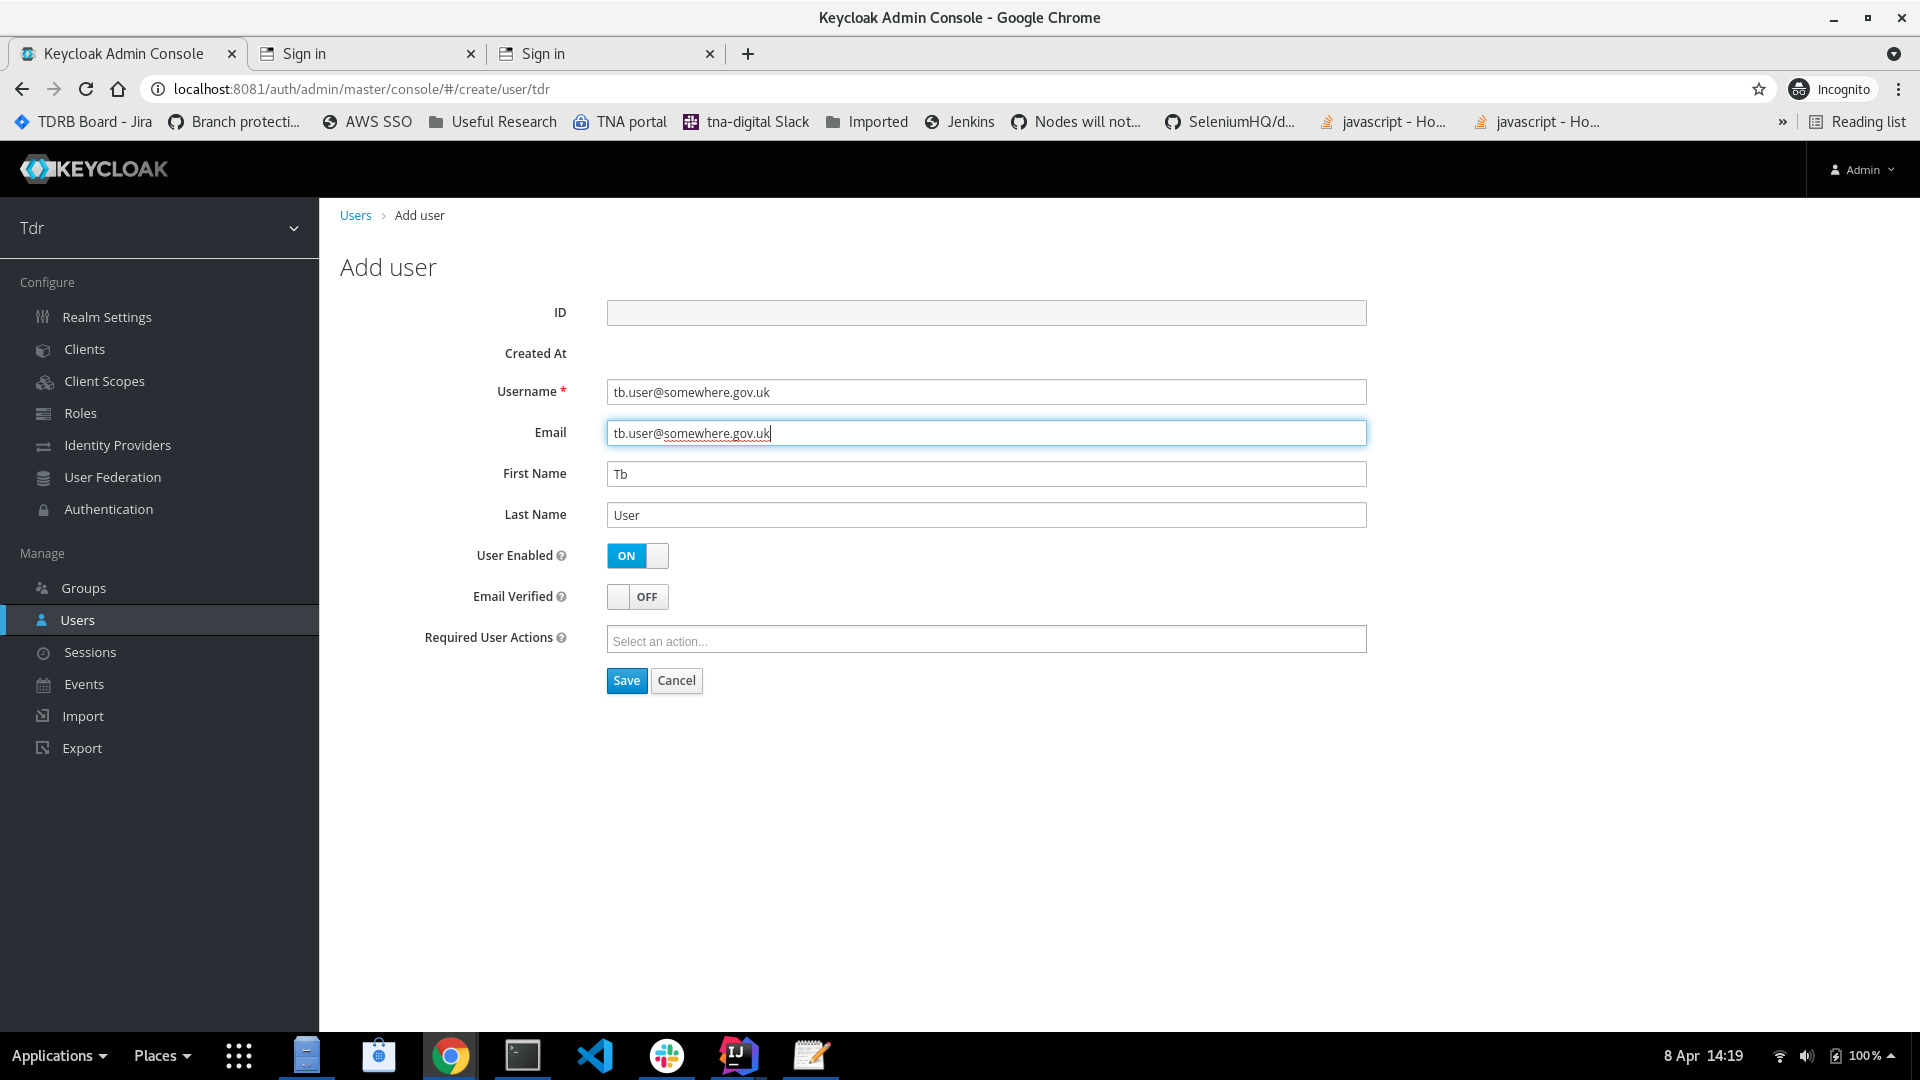 Keycloak Admin Console - Google Chrome
Keycloak Admin Console
Sign in
Sign in
localhost:8081/auth/admin/master/console/#/create/user/tdr
Incognito
TDRB Board - Jira
Branch protecti...
AWS SSO
Useful Research
TNA portal
tna-digital Slack
Imported
Jenkins
Nodes will not...
SeleniumHQ/d...
javascript - Ho...
javascript - Ho...
»
Reading list
KEYCLOAK
Admin
Tdr
Configure
Realm Settings
Clients
Client Scopes
Roles
Identity Providers
User Federation
Authentication
Manage
Groups
Users
Sessions
Events
Import
Export
Users > Add user
Add user
ID
Created At
Username * tb.user@somewhere.gov.uk
Email tb.user@somewhere.gov.uk
First Name Tb
Last Name User
User Enabled ON
Email Verified OFF
Required User Actions Select an action...
Save Cancel
Applications
Places
IJ
8 Apr 14:19
100%